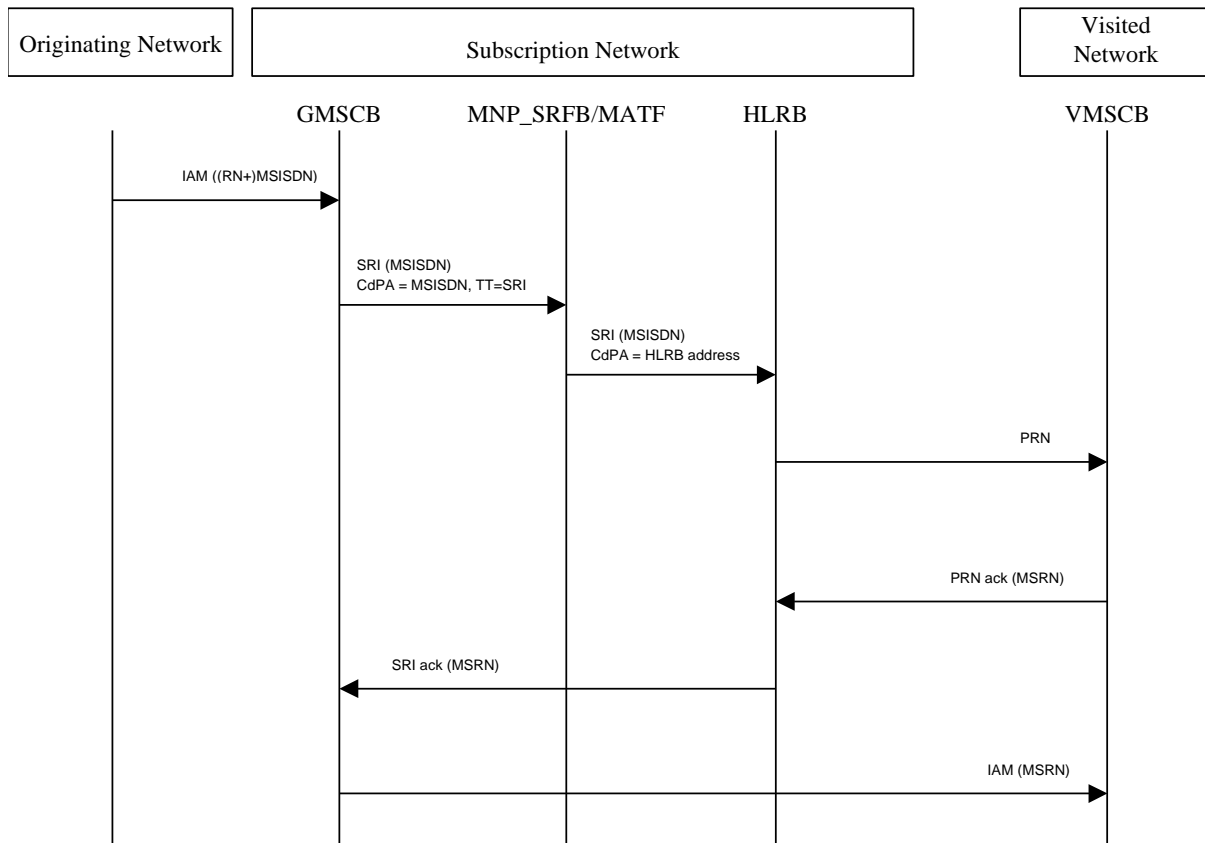 Originating Network
Subscription Network
Visited
Network
GMSCB
MNP_SRFB/MATF
HLRB
VMSCB
IAM ((RN+)MSISDN)
SRI (MSISDN)
CdPA = MSISDN, TT=SRI
SRI (MSISDN)
CdPA = HLRB address
PRN
PRN ack (MSRN)
SRI ack (MSRN)
IAM (MSRN)